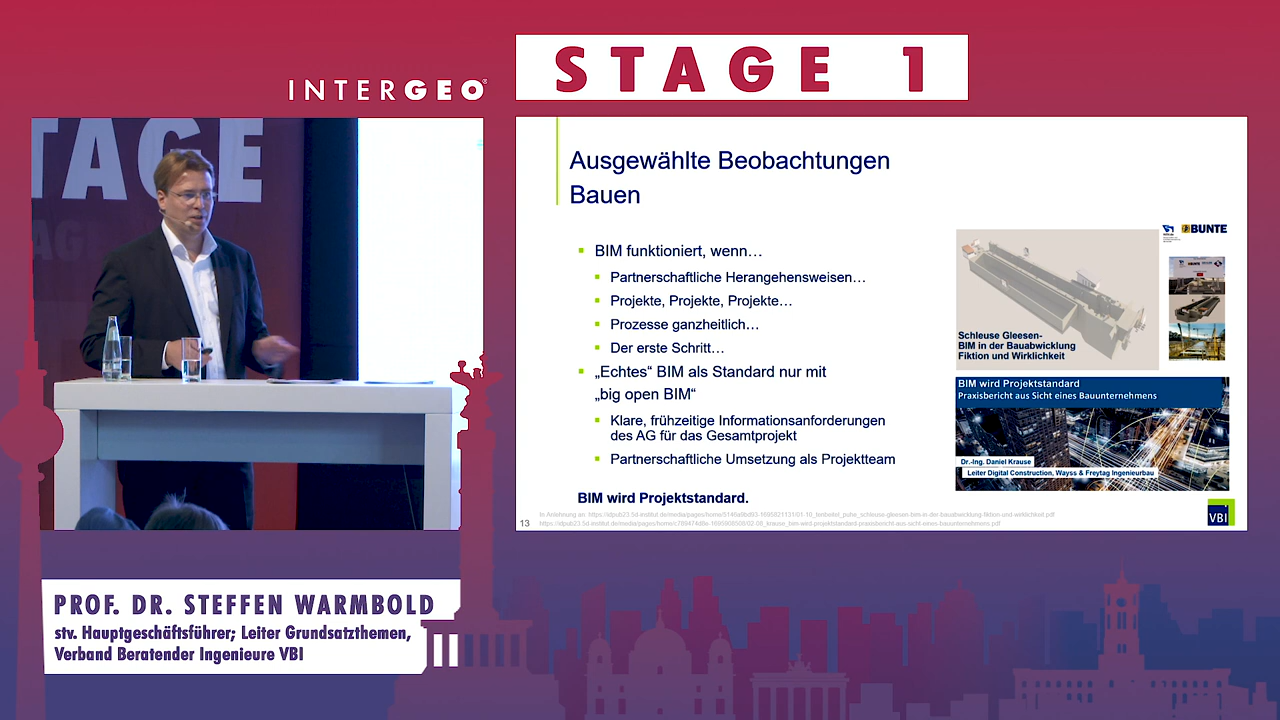 INTERGEO
STAGE 1
TAGE
Ausgewählte Beobachtungen
Bauen
BIM funktioniert, wenn…
Partnerschaftliche Herangehensweisen…
Projekte, Projekte, Projekte…
Prozesse ganzheitlich…
Der erste Schritt…
„Echtes“ BIM als Standard nur mit
„big open BIM“
Klare, frühzeitige Informationsanforderungen
des AG für das Gesamtprojekt
Partnerschaftliche Umsetzung als Projektteam
BIM wird Projektstandard.
BUNTE
Schleuse Gleesen-
BIM in der Bauabwicklung
Fiktion und Wirklichkeit
BIM wird Projektstandard
Praxisbericht aus Sicht eines Bauunternehmens
Dr.-Ing. Daniel Krause
Leiter Digital Construction, Wayss & Freytag Ingenieurbau
13
VBI
PROF. DR. STEFFEN WARMBOLD
stv. Hauptgeschäftsführer; Leiter Grundsatzthemen,
Verband Beratender Ingenieure VBI